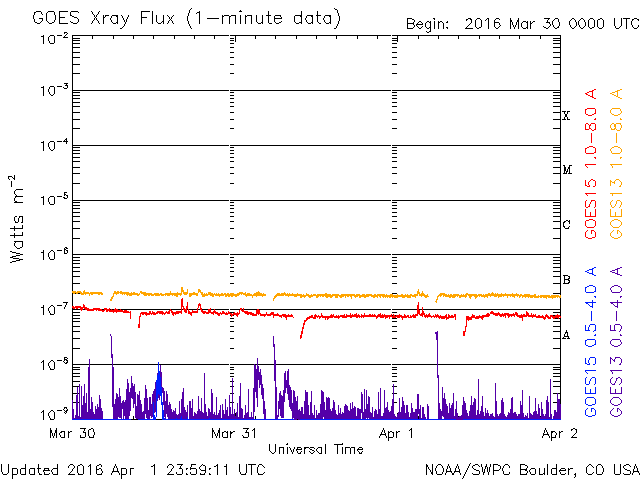 GOES Xray Flux (1-minute data)
Begin: 2016 Mar 30 0000 UTC
10⁻²
10⁻³
10⁻⁴
10⁻⁵
10⁻⁶
10⁻⁷
10⁻⁸
10⁻⁹
Watts m⁻²
X
M
C
B
A
GOES15 1.0-8.0 A
GOES13 1.0-8.0 A
GOES15 0.5-4.0 A
GOES13 0.5-4.0 A
Mar 30 Mar 31 Apr 1 Apr 2
Universal Time
Updated 2016 Apr 1 23:59:11 UTC
NOAA/SWPC Boulder, CO USA